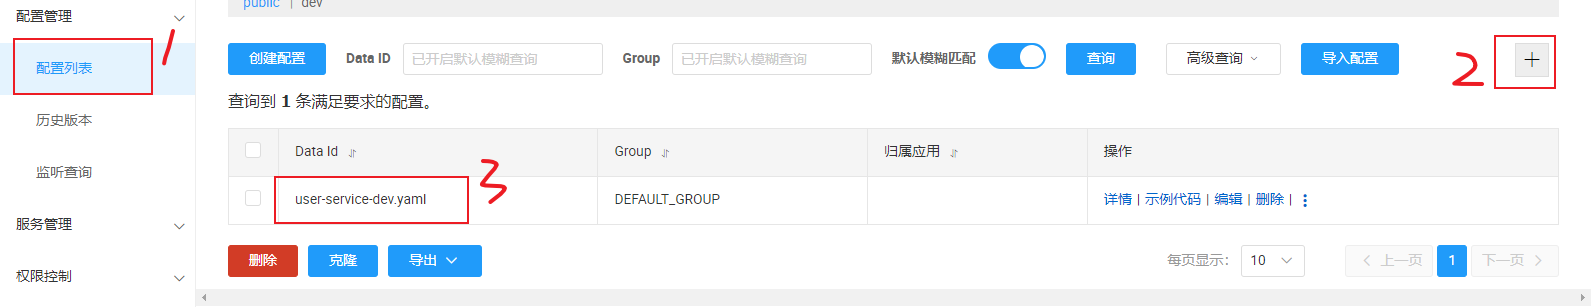 配置管理
public | dev
1
配置列表
创建配置 Data ID 已开启默认模糊查询 Group 已开启默认模糊查询 默认模糊匹配 查询 高级查询 导入配置 2 +
查询到 1 条满足要求的配置。
历史版本
Data Id Group 归属应用 操作
监听查询
3
user-service-dev.yaml DEFAULT_GROUP 详情 | 示例代码 | 编辑 | 删除 |
服务管理
删除 克隆 导出 每页显示: 10 上一页 1 下一页
权限控制